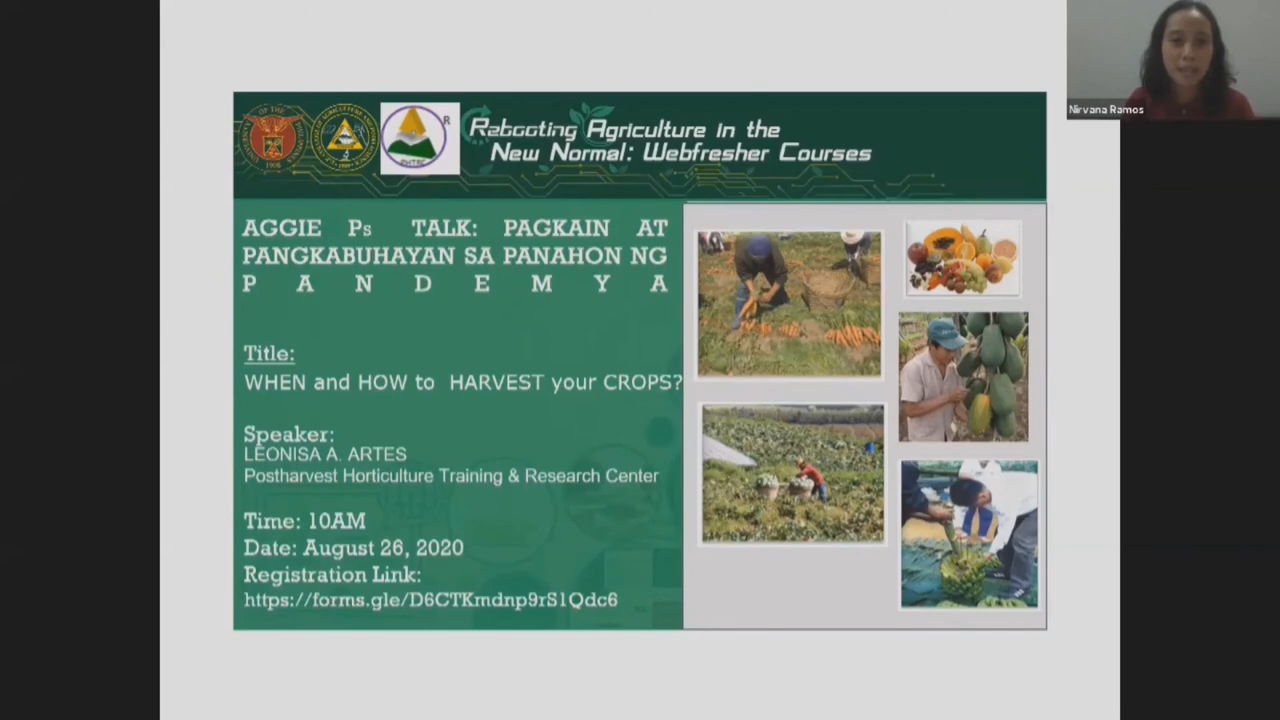 Nirvana Ramos
Rebooting Agriculture in the
New Normal: Webfresher Courses
R
PHTRC
1908
AGGIE Ps TALK: PAGKAIN AT
PANGKABUHAYAN SA PANAHON NG
P A N D E M Y A
Title:
WHEN and HOW to HARVEST your CROPS?
Speaker:
LEONISA A. ARTES
Postharvest Horticulture Training & Research Center
Time: 10AM
Date: August 26, 2020
Registration Link:
https://forms.gle/D6CTKmdnp9rS1Qdc6